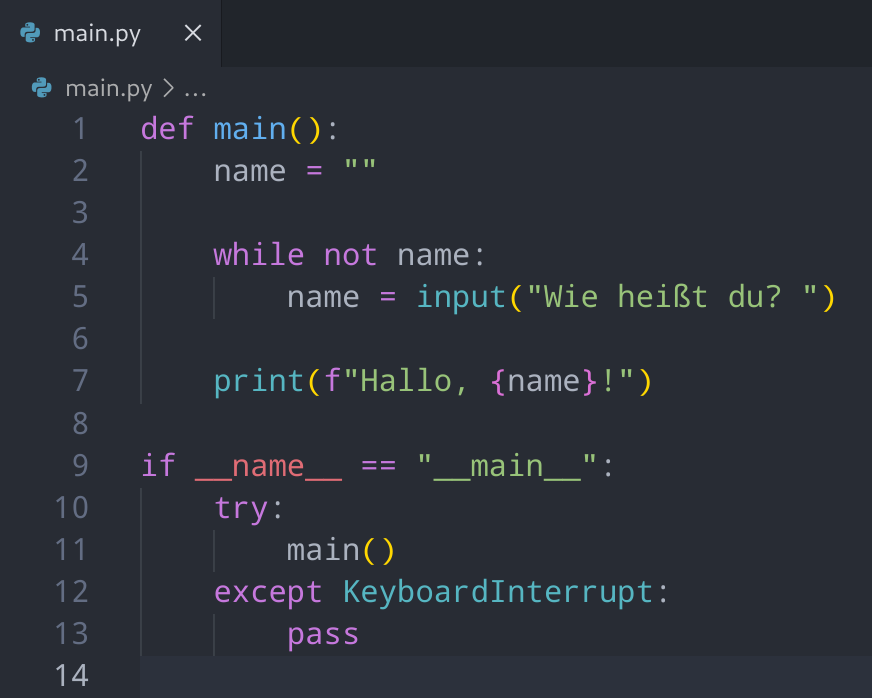 main.py
main.py > ...
1 def main():
2     name = ""
3
4     while not name:
5         name = input("Wie heißt du? ")
6
7     print(f"Hallo, {name}!")
8
9 if __name__ == "__main__":
10     try:
11         main()
12     except KeyboardInterrupt:
13         pass
14